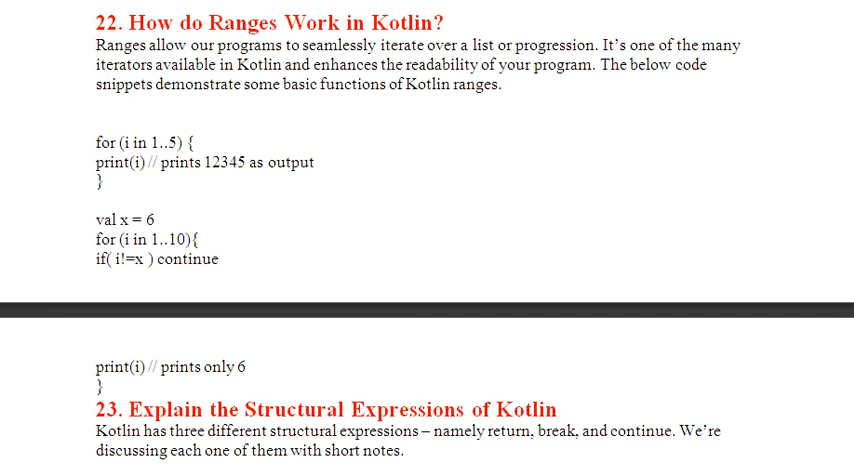 22. How do Ranges Work in Kotlin?
Ranges allow our programs to seamlessly iterate over a list or progression. It’s one of the many
iterators available in Kotlin and enhances the readability of your program. The below code
snippets demonstrate some basic functions of Kotlin ranges.
for (i in 1..5) {
print(i) // prints 12345 as output
}
val x = 6
for (i in 1..10){
if( i!=x ) continue
print(i) // prints only 6
}
23. Explain the Structural Expressions of Kotlin
Kotlin has three different structural expressions – namely return, break, and continue. We’re
discussing each one of them with short notes.